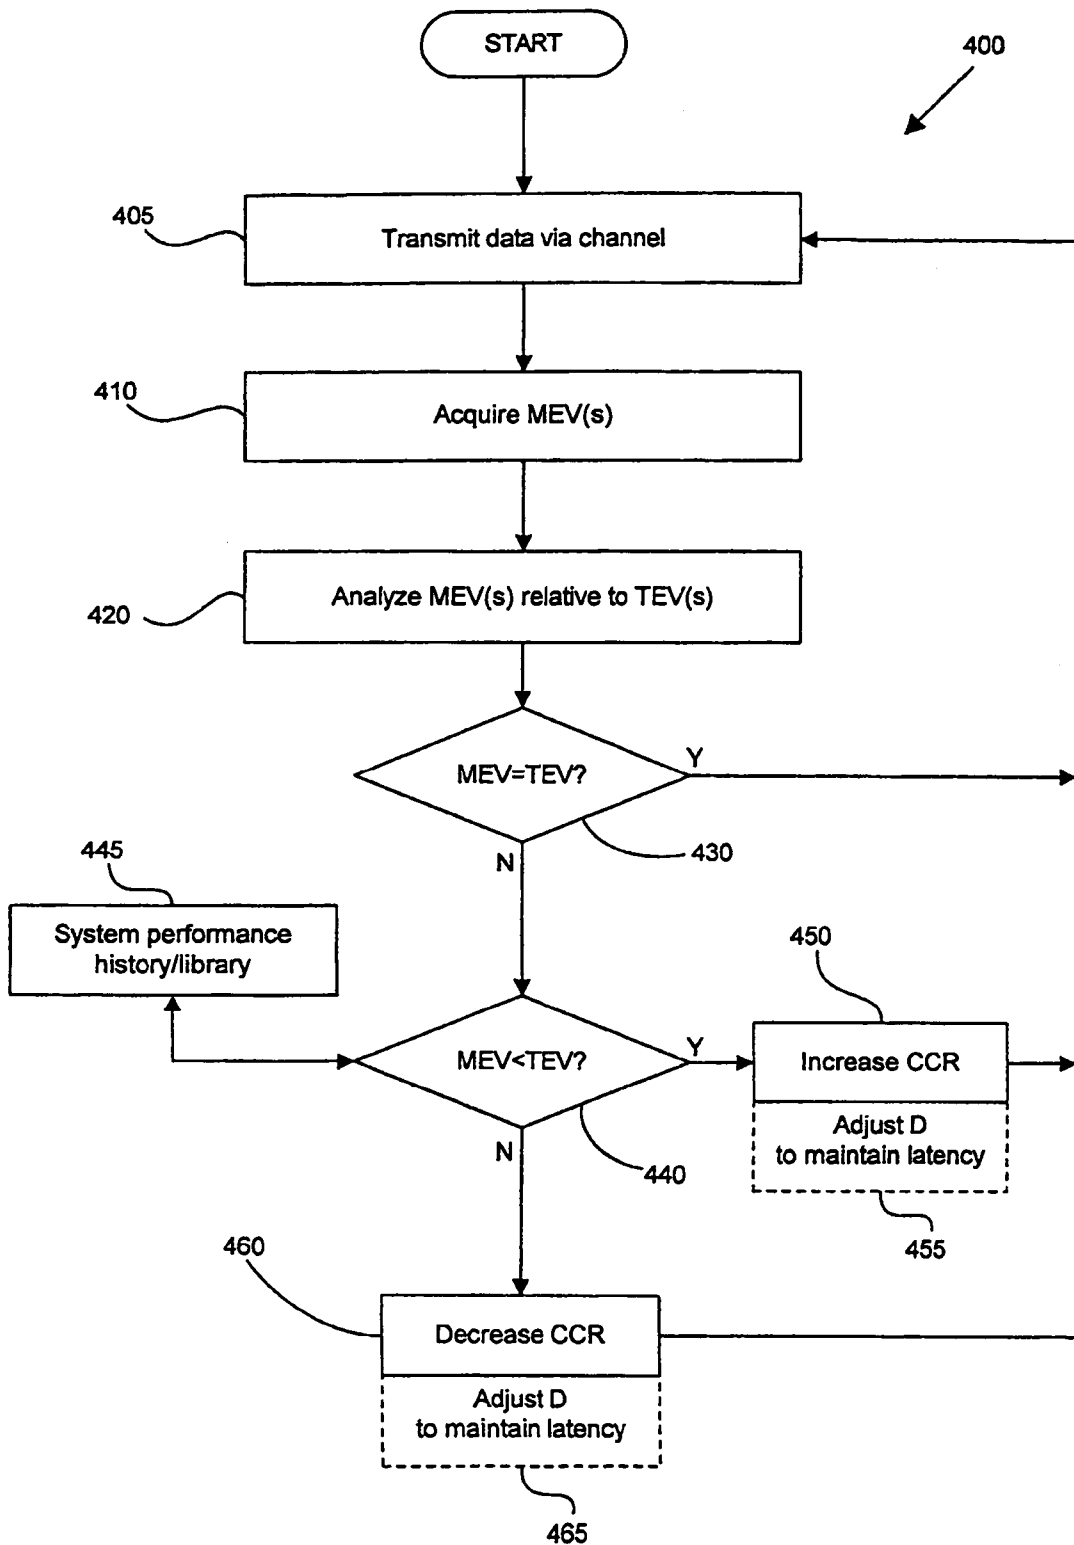 START
400
405
Transmit data via channel
410
Acquire MEV(s)
420
Analyze MEV(s) relative to TEV(s)
MEV=TEV?
Y
430
N
445
System performance
history/library
450
MEV<TEV?
Y
Increase CCR
Adjust D
to maintain latency
440
N
455
460
Decrease CCR
Adjust D
to maintain latency
465